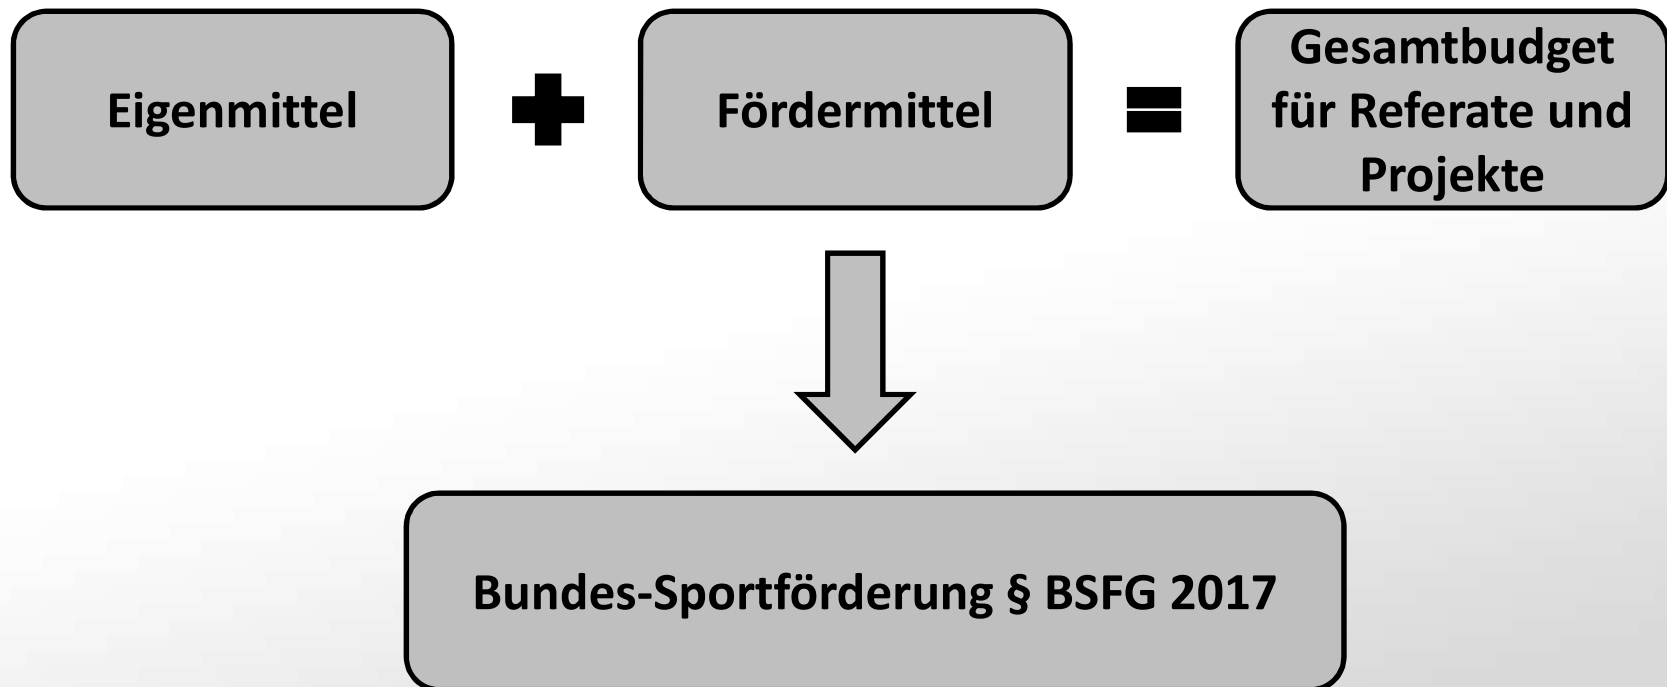 Eigenmittel
Fördermittel
Gesamtbudget
für Referate und
Projekte
Bundes-Sportförderung § BSFG 2017